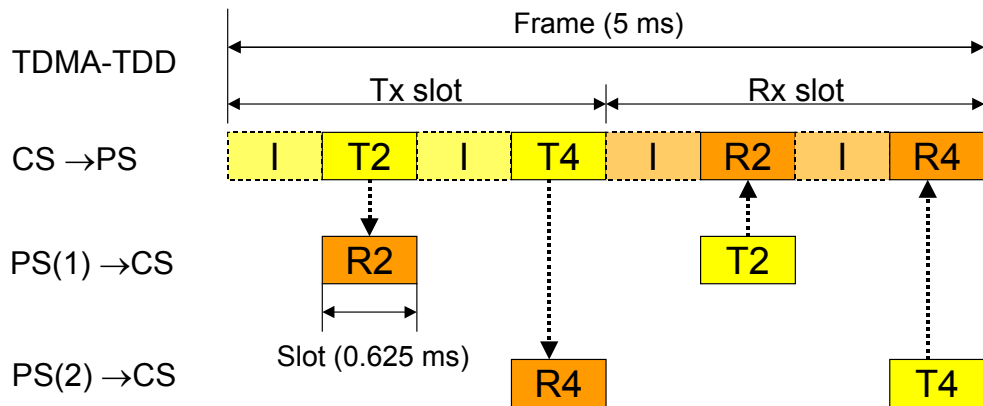 Frame (5 ms)
TDMA-TDD
Tx slot Rx slot
CS →PS I T2 I T4 I R2 I R4
PS(1) →CS R2 T2
Slot (0.625 ms)
PS(2) →CS R4 T4